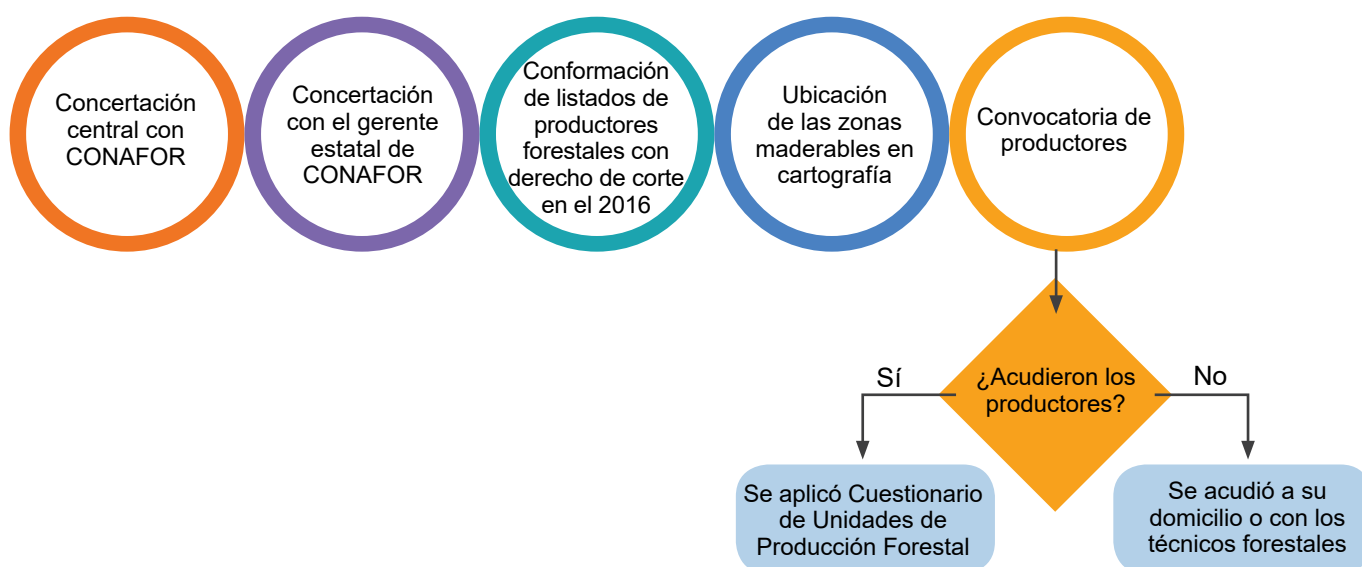 Concertación
central con
CONAFOR
Concertación
con el gerente
estatal de
CONAFOR
Conformación
de listados de
productores
forestales con
derecho de corte
en el 2016
Ubicación
de las zonas
maderables en
cartografía
Convocatoria de
productores
¿Acudieron los
productores?
Sí
No
Se aplicó Cuestionario
de Unidades de
Producción Forestal
Se acudió a su
domicilio o con los
técnicos forestales